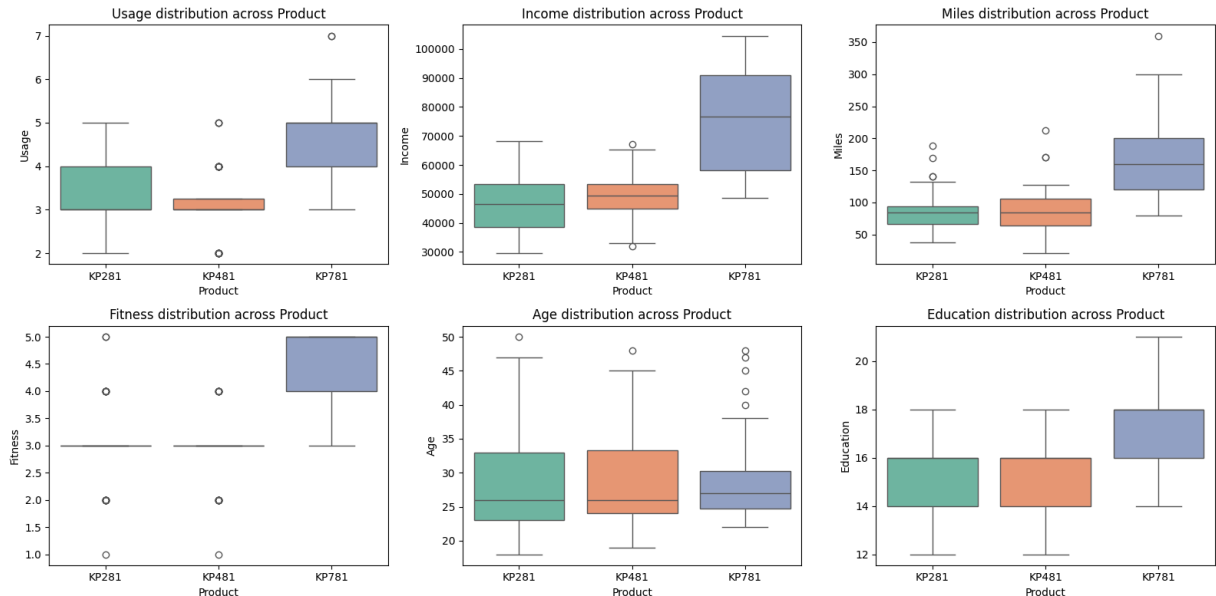 Usage distribution across Product
7
6
5
4
3
2
Usage
KP281 KP481 KP781
Product
Income distribution across Product
100000
90000
80000
70000
60000
50000
40000
30000
Income
KP281 KP481 KP781
Product
Miles distribution across Product
350
300
250
200
150
100
50
Miles
KP281 KP481 KP781
Product
Fitness distribution across Product
5.0
4.5
4.0
3.5
3.0
2.5
2.0
1.5
1.0
Fitness
KP281 KP481 KP781
Product
Age distribution across Product
50
45
40
35
30
25
20
Age
KP281 KP481 KP781
Product
Education distribution across Product
20
18
16
14
12
Education
KP281 KP481 KP781
Product